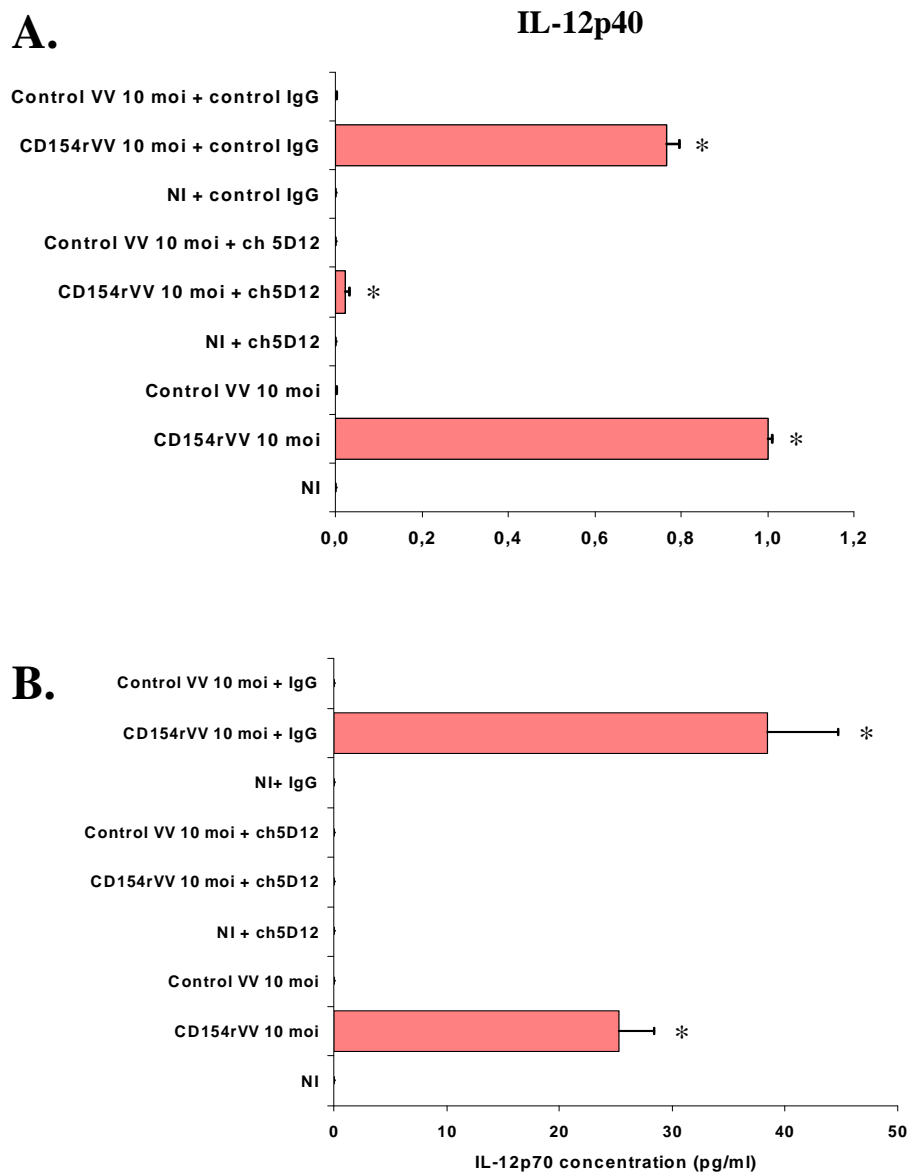 A.
IL-12p40
Control VV 10 moi + control IgG
CD154rVV 10 moi + control IgG
*
NI + control IgG
Control VV 10 moi + ch 5D12
CD154rVV 10 moi + ch5D12
*
NI + ch5D12
Control VV 10 moi
CD154rVV 10 moi
*
NI
0,0 0,2 0,4 0,6 0,8 1,0 1,2
B.
Control VV 10 moi + IgG
CD154rVV 10 moi + IgG
*
NI+ IgG
Control VV 10 moi + ch5D12
CD154rVV 10 moi + ch5D12
NI + ch5D12
Control VV 10 moi
CD154rVV 10 moi
*
NI
0 10 20 30 40 50
IL-12p70 concentration (pg/ml)